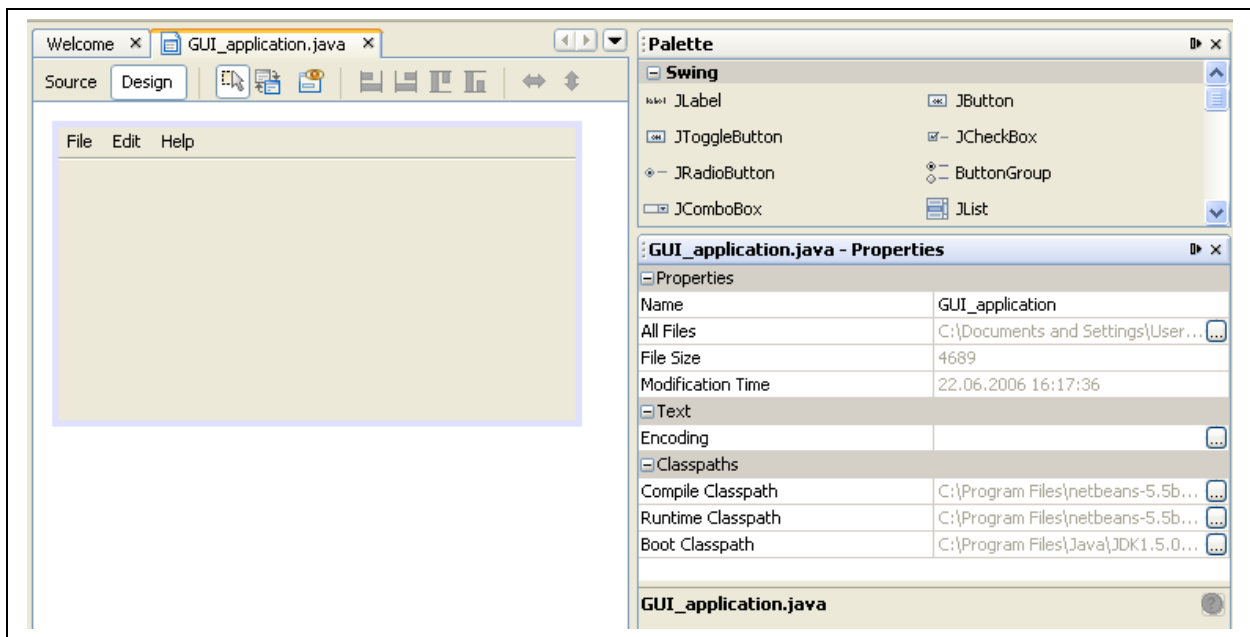 Welcome GUI_application.java
Source Design
File Edit Help
Palette
Swing
label JLabel OK JButton
OK JToggleButton JCheckBox
JRadioButton ButtonGroup
JComboBox JList
GUI_application.java - Properties
Properties
Name GUI_application
All Files C:\Documents and Settings\User... ...
File Size 4689
Modification Time 22.06.2006 16:17:36
Text
Encoding ...
Classpaths
Compile Classpath C:\Program Files\netbeans-5.5b... ...
Runtime Classpath C:\Program Files\netbeans-5.5b... ...
Boot Classpath C:\Program Files\Java\JDK1.5.0... ...
GUI_application.java
?